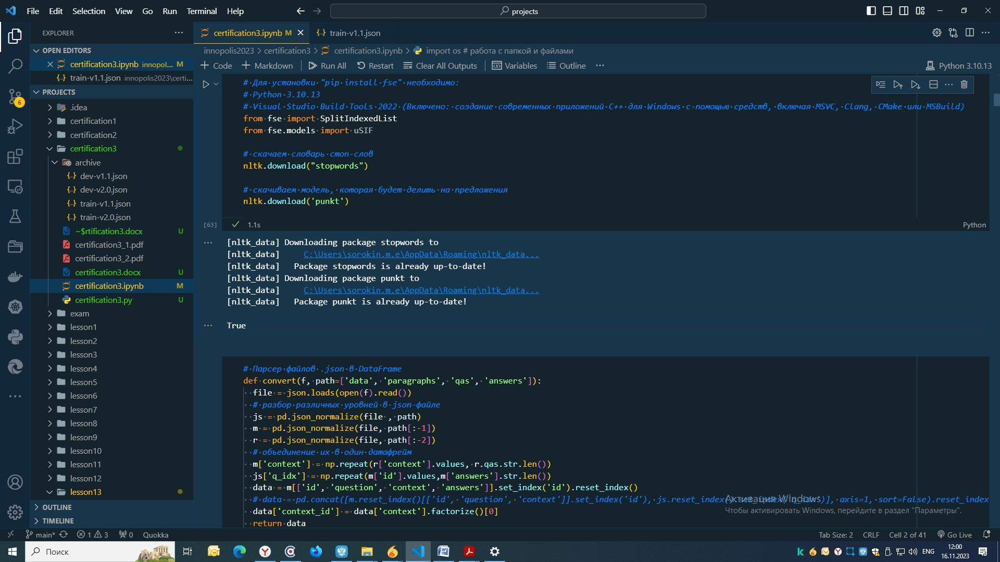 File Edit Selection View Go Run Terminal Help
projects
EXPLORER
certification3.ipynb M
train-v1.1.json
OPEN EDITORS
innopolis2023 > certification3 > certification3.ipynb > import os # работа с папкой и файлами
certification3.ipynb innopol... M
Code Markdown Run All Restart Clear All Outputs Variables Outline ... Python 3.10.13
train-v1.1.json innopolis2023\certi...
PROJECTS
.idea
certification1
certification2
certification3
archive
dev-v1.1.json
dev-v2.0.json
train-v1.1.json
train-v2.0.json
~$rtification3.docx U
certification3_1.pdf
certification3_2.pdf
certification3.docx U
certification3.ipynb M
certification3.py U
exam
lesson1
lesson2
lesson3
lesson4
lesson5
lesson6
lesson7
lesson8
lesson9
lesson10
lesson11
lesson12
lesson13
OUTLINE
TIMELINE
6
# Для установки "pip install fse" необходимо:
# Python 3.10.13
# Visual Studio Build Tools 2022 (Включено: создание современных приложений C++ для Windows с помощью средств, включая MSVC, Clang, CMake или MSBuild)
from fse import SplitIndexedList
from fse.models import uSIF
# скачаем словарь стоп-слов
nltk.download("stopwords")
# скачиваем модель, которая будет делить на предложения
nltk.download('punkt')
[63] 1.1s Python
[nltk_data] Downloading package stopwords to
[nltk_data]     C:\Users\sorokin.m.e\AppData\Roaming\nltk_data...
[nltk_data]   Package stopwords is already up-to-date!
[nltk_data] Downloading package punkt to
[nltk_data]     C:\Users\sorokin.m.e\AppData\Roaming\nltk_data...
[nltk_data]   Package punkt is already up-to-date!
True
# Парсер файлов .json в DataFrame
def convert(f, path=['data', 'paragraphs', 'qas', 'answers']):
  file = json.loads(open(f).read())
  # разбор различных уровней в json-файле
  js = pd.json_normalize(file , path)
  m = pd.json_normalize(file, path[:-1])
  r = pd.json_normalize(file, path[:-2])
  # объединение их в один датафрейм
  m['context'] = np.repeat(r['context'].values, r.qas.str.len())
  js['q_idx'] = np.repeat(m['id'].values,m['answers'].str.len())
  data = m[['id', 'question', 'context', 'answers']].set_index('id').reset_index()
  # data = pd.concat([m.reset_index()[['id', 'question', 'context']].set_index('id'), js.reset_index().set_index('q_idx')], axis=1, sort=False).reset_index
  data['context_id'] = data['context'].factorize()[0]
  return data
Активация Windows
Чтобы активировать Windows, перейдите в раздел "Параметры".
main* 1 3 0 Quokka Tab Size: 2 CRLF Cell 2 of 41 Go Live
Поиск
ENG
12:00
16.11.2023